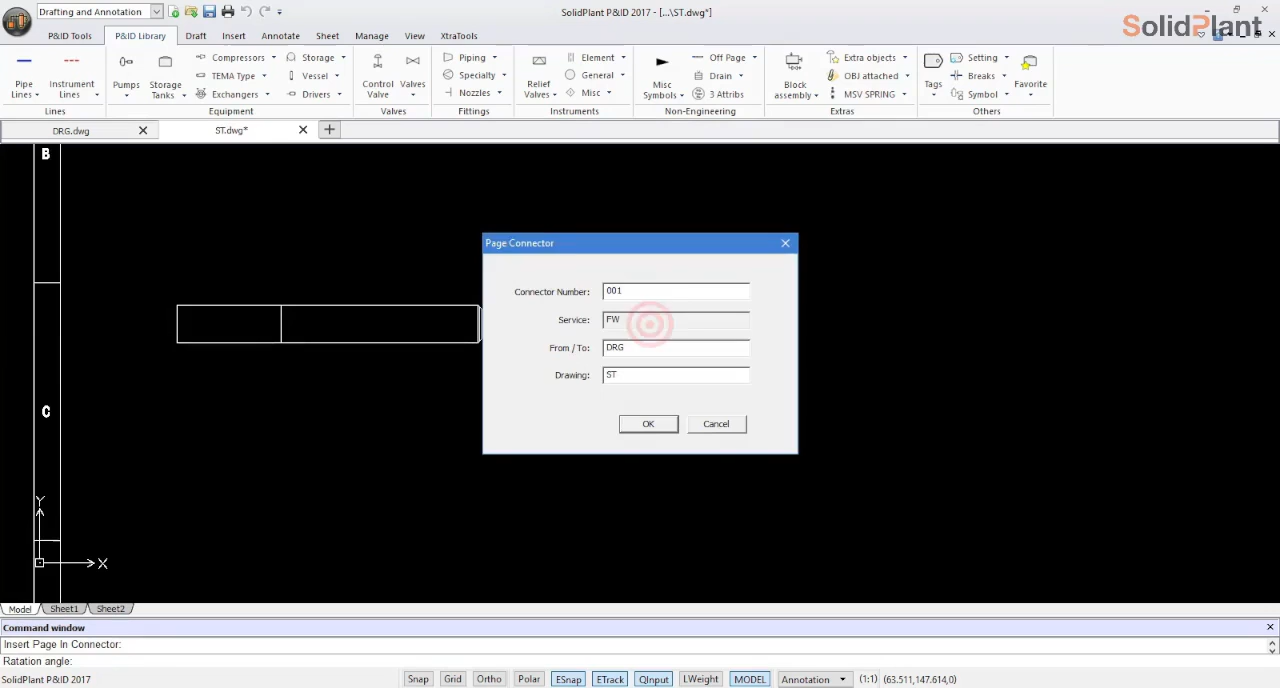 Drafting and Annotation
SolidPlant P&ID 2017 - [...\ST.dwg*]
SolidPlant
P&ID Tools
P&ID Library
Draft
Insert
Annotate
Sheet
Manage
View
XtraTools
Pipe Lines
Instrument Lines
Lines
Pumps
Storage Tanks
Compressors
Storage
TEMA Type
Vessel
Exchangers
Drivers
Equipment
Control Valve
Valves
Valves
Piping
Specialty
Nozzles
Fittings
Relief Valves
Element
General
Misc
Instruments
Misc Symbols
Off Page
Drain
3 Attribs
Non-Engineering
Block assembly
Extra objects
OBJ attached
MSV SPRING
Extras
Tags
Setting
Breaks
Symbol
Favorite
Others
DRG.dwg
ST.dwg*
B
C
Y
X
Page Connector
Connector Number: 001
Service: FW
From / To: DRG
Drawing: ST
OK
Cancel
Model
Sheet1
Sheet2
Command window
Insert Page In Connector:
Ratation angle:
SolidPlant P&ID 2017
Snap
Grid
Ortho
Polar
ESnap
ETrack
QInput
LWeight
MODEL
Annotation
(1:1)
(63.511,147.614,0)